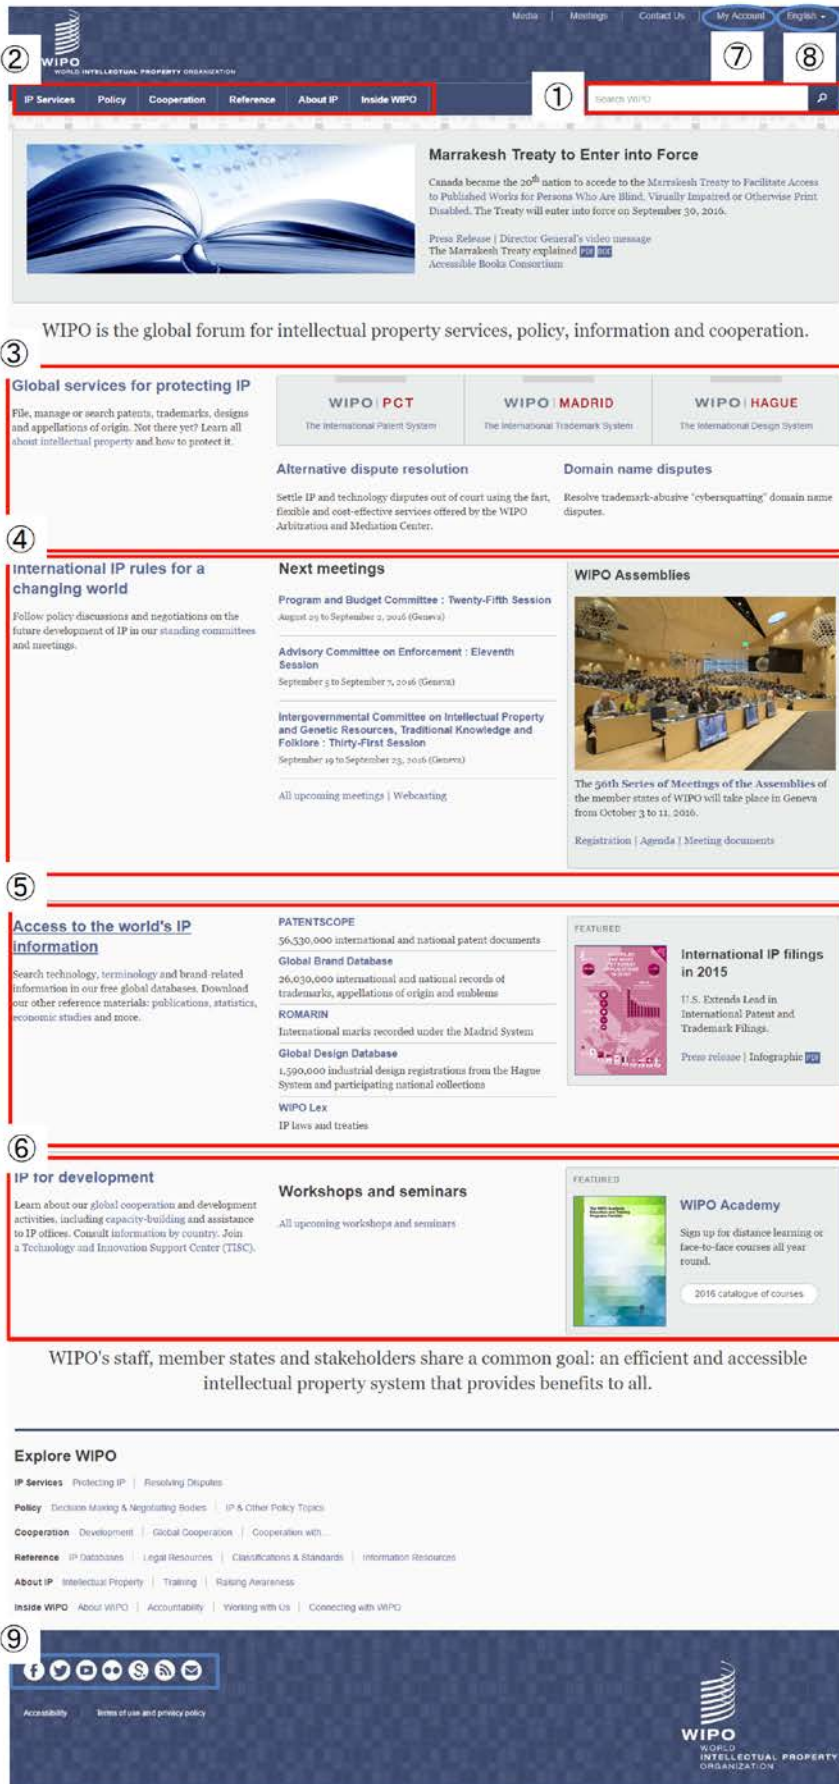 Media | Meetings | Contact Us | My Account English
②
⑦ ⑧
WIPO
WORLD INTELLECTUAL PROPERTY ORGANIZATION
①
IP Services Policy Cooperation Reference About IP Inside WIPO
Search WIPO
Marrakesh Treaty to Enter into Force
Canada became the 20th nation to accede to the Marrakesh Treaty to Facilitate Access
to Published Works for Persons Who Are Blind, Visually Impaired or Otherwise Print
Disabled. The Treaty will enter into force on September 30, 2016.
Press Release | Director General's video message
The Marrakesh Treaty explained PDF DOC
Accessible Books Consortium
WIPO is the global forum for intellectual property services, policy, information and cooperation.
③
Global services for protecting IP
File, manage or search patents, trademarks, designs
and appellations of origin. Not there yet? Learn all
about intellectual property and how to protect it.
WIPO | PCT
The International Patent System
WIPO | MADRID
The International Trademark System
WIPO | HAGUE
The International Design System
Alternative dispute resolution
Settle IP and technology disputes out of court using the fast,
flexible and cost-effective services offered by the WIPO
Arbitration and Mediation Center.
Domain name disputes
Resolve trademark-abusive "cybersquatting" domain name
disputes.
④
International IP rules for a
changing world
Follow policy discussions and negotiations on the
future development of IP in our standing committees
and meetings.
Next meetings
Program and Budget Committee : Twenty-Fifth Session
August 29 to September 2, 2016 (Geneva)
Advisory Committee on Enforcement : Eleventh
Session
September 5 to September 7, 2016 (Geneva)
Intergovernmental Committee on Intellectual Property
and Genetic Resources, Traditional Knowledge and
Folklore : Thirty-First Session
September 19 to September 23, 2016 (Geneva)
All upcoming meetings | Webcasting
WIPO Assemblies
The 56th Series of Meetings of the Assemblies of
the member states of WIPO will take place in Geneva
from October 3 to 11, 2016.
Registration | Agenda | Meeting documents
⑤
Access to the world's IP
information
Search technology, terminology and brand-related
information in our free global databases. Download
our other reference materials: publications, statistics,
economic studies and more.
PATENTSCOPE
56,530,000 international and national patent documents
Global Brand Database
26,030,000 international and national records of
trademarks, appellations of origin and emblems
ROMARIN
International marks recorded under the Madrid System
Global Design Database
1,590,000 industrial design registrations from the Hague
System and participating national collections
WIPO Lex
IP laws and treaties
FEATURED
International IP filings
in 2015
U.S. Extends Lead in
International Patent and
Trademark Filings.
Press release | Infographic PDF
⑥
IP for development
Learn about our global cooperation and development
activities, including capacity-building and assistance
to IP offices. Consult information by country. Join
a Technology and Innovation Support Center (TISC).
Workshops and seminars
All upcoming workshops and seminars
FEATURED
WIPO Academy
Sign up for distance learning or
face-to-face courses all year
round.
2016 catalogue of courses
WIPO's staff, member states and stakeholders share a common goal: an efficient and accessible
intellectual property system that provides benefits to all.
Explore WIPO
IP Services Protecting IP | Resolving Disputes
Policy Decision Making & Negotiating Bodies | IP & Other Policy Topics
Cooperation Development | Global Cooperation | Cooperation with...
Reference IP Databases | Legal Resources | Classifications & Standards | Information Resources
About IP Intellectual Property | Training | Raising Awareness
Inside WIPO About WIPO | Accountability | Working with Us | Connecting with WIPO
⑨
Accessibility Terms of use and privacy policy
WIPO
WORLD
INTELLECTUAL PROPERTY
ORGANIZATION